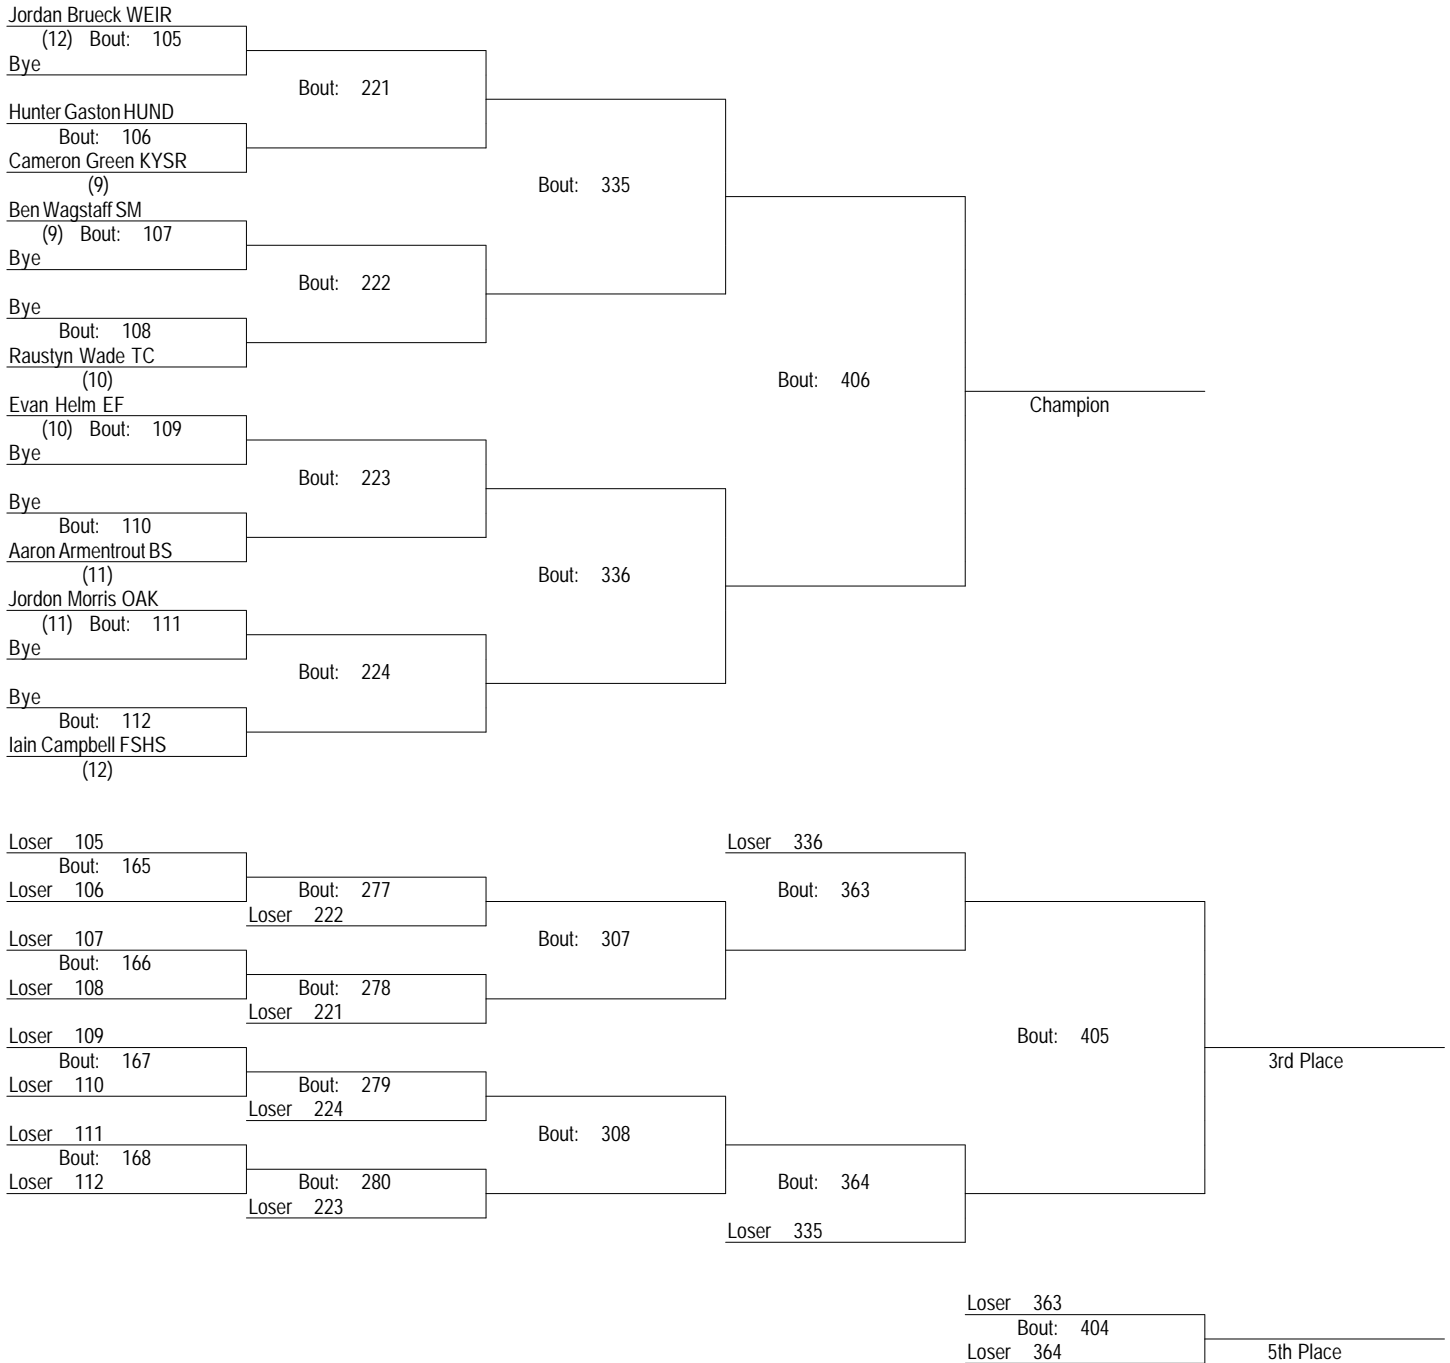 Jordan Brueck WEIR
(12) Bout: 105
Bye
Bout: 221
Hunter Gaston HUND
Bout: 106
Cameron Green KYSR
(9)
Bout: 335
Ben Wagstaff SM
(9) Bout: 107
Bye
Bout: 222
Bye
Bout: 108
Raustyn Wade TC
(10)
Bout: 406
Champion
Evan Helm EF
(10) Bout: 109
Bye
Bout: 223
Bye
Bout: 110
Aaron Armentrout BS
(11)
Bout: 336
Jordon Morris OAK
(11) Bout: 111
Bye
Bout: 224
Bye
Bout: 112
Iain Campbell FSHS
(12)
Loser 105
Bout: 165
Loser 106
Bout: 277
Loser 222
Loser 336
Bout: 363
Bout: 307
Loser 107
Bout: 166
Loser 108
Bout: 278
Loser 221
Loser 109
Bout: 167
Loser 110
Bout: 279
Loser 224
Bout: 405
3rd Place
Bout: 308
Loser 111
Bout: 168
Loser 112
Bout: 280
Loser 223
Bout: 364
Loser 335
Loser 363
Bout: 404
Loser 364
5th Place